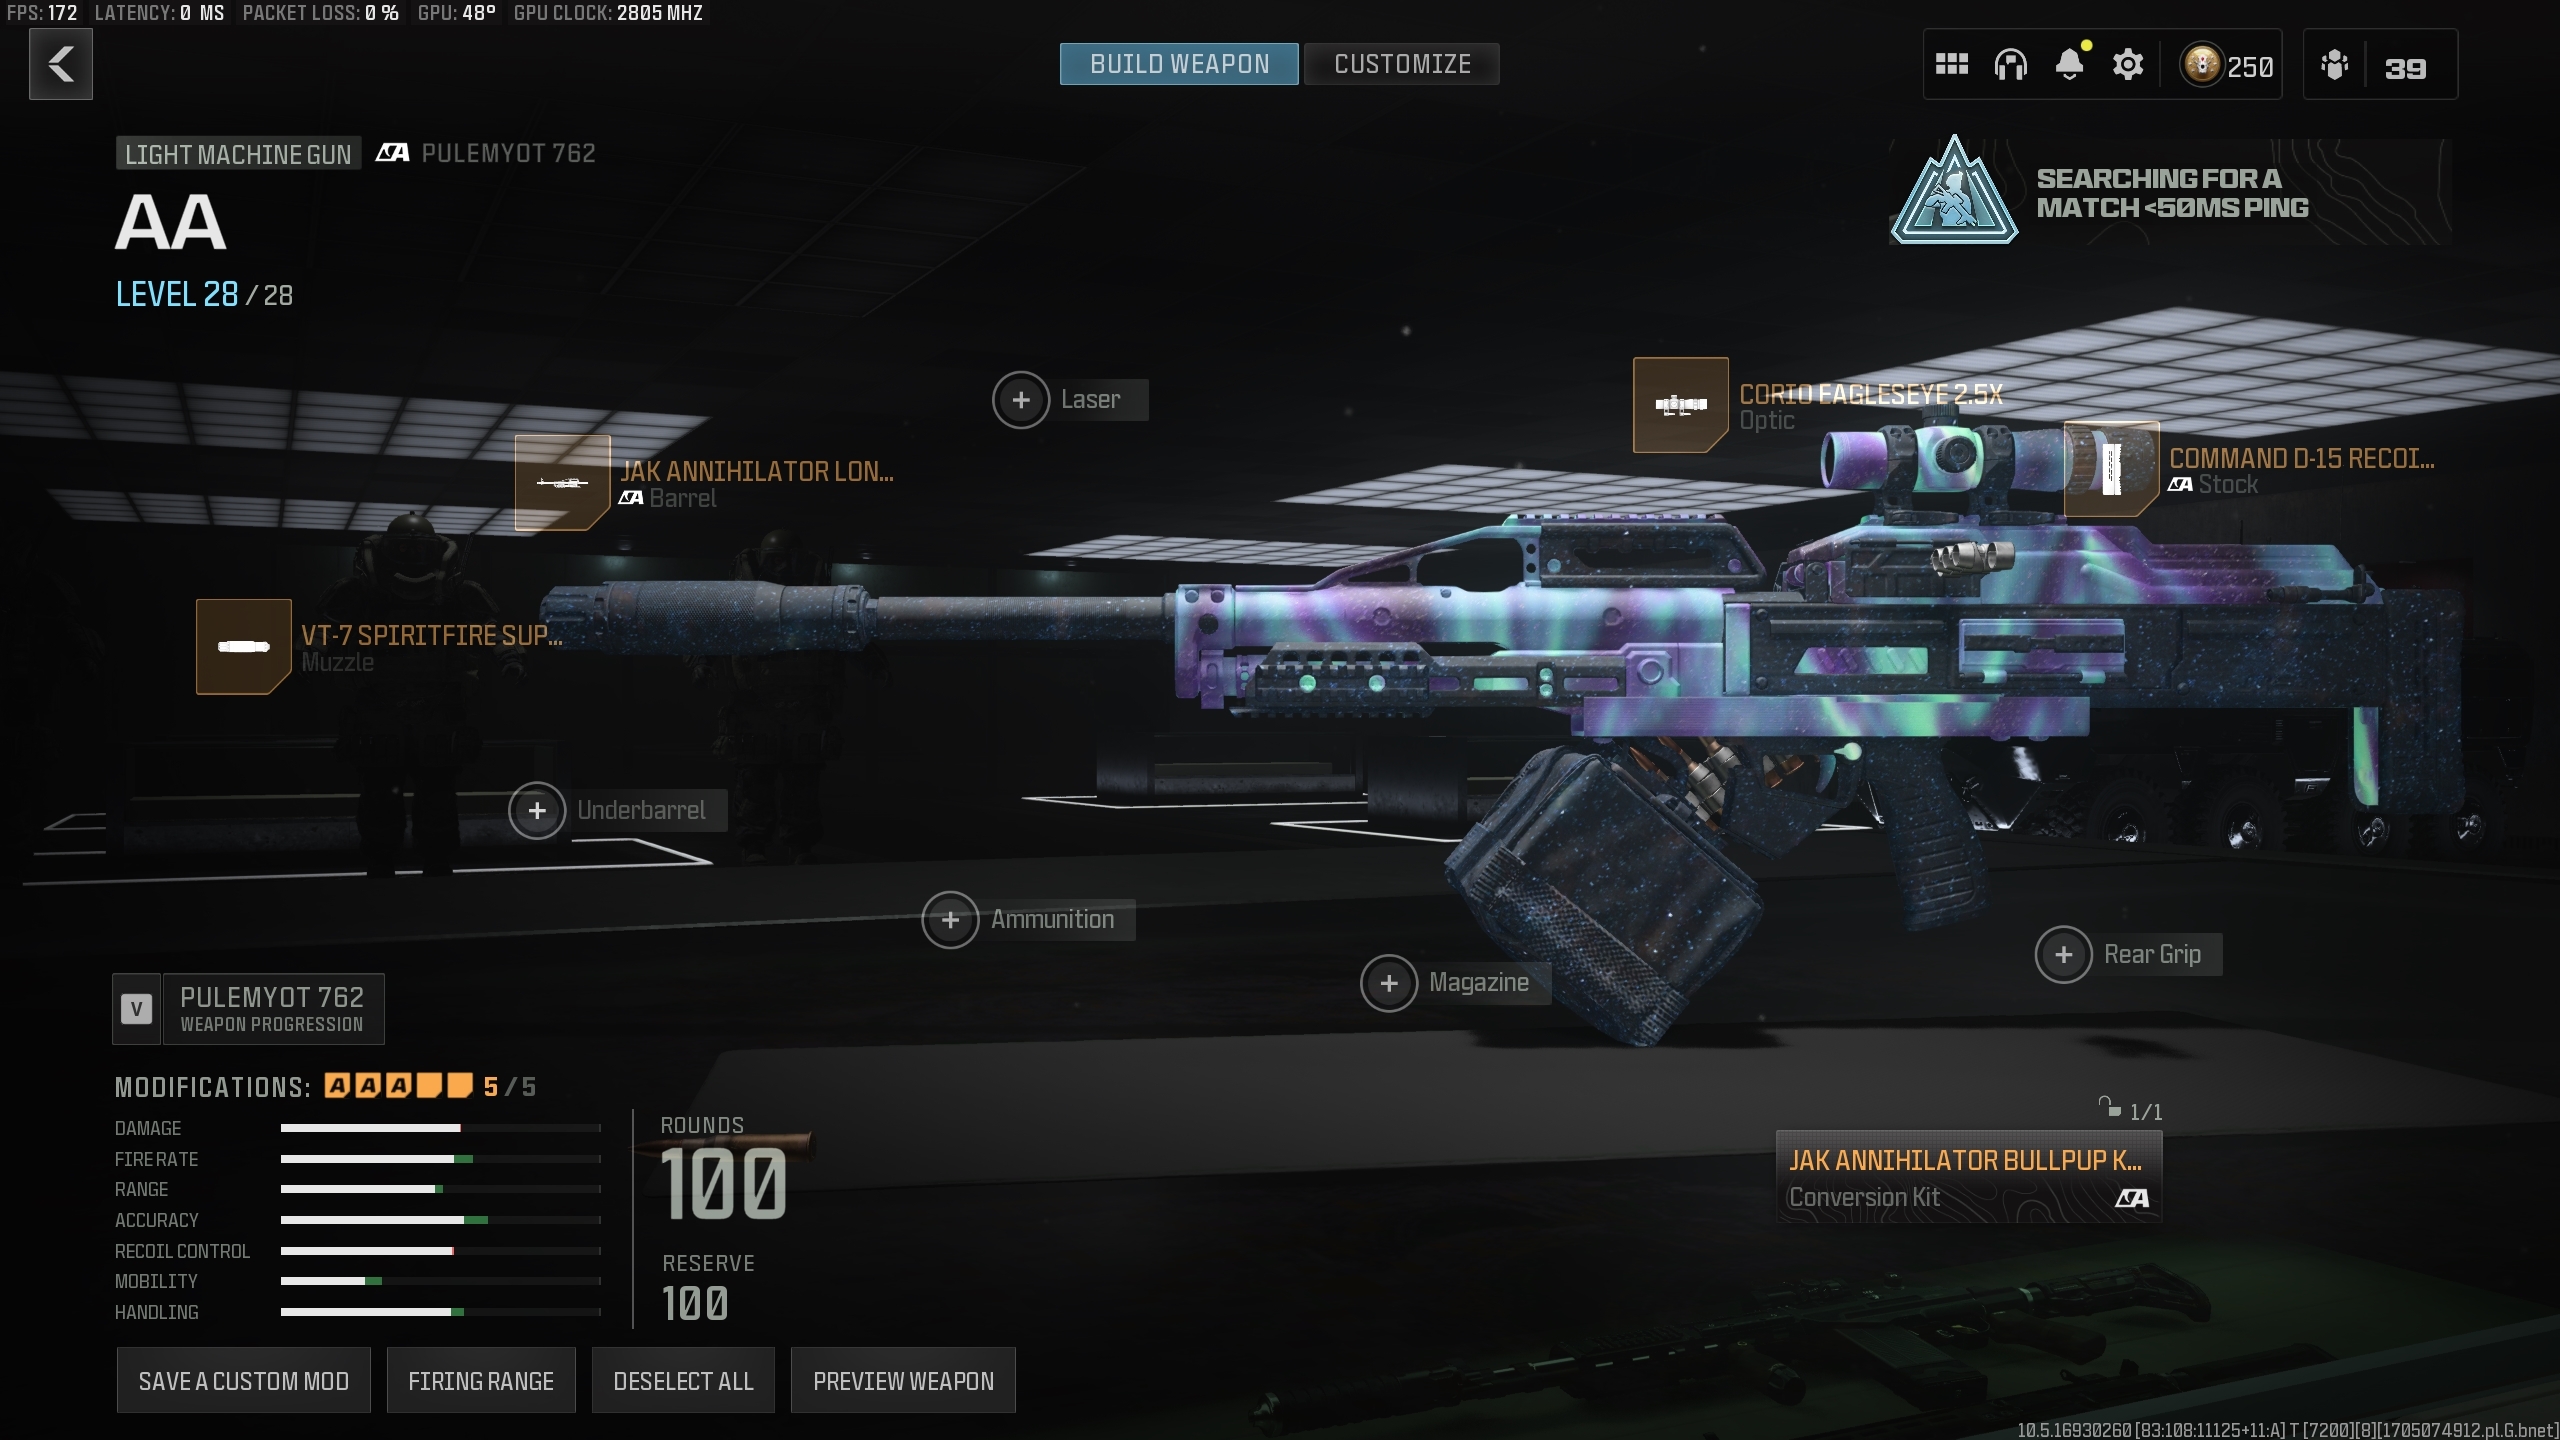 FPS: 172 LATENCY: 0 MS PACKET LOSS: 0 % GPU: 48° GPU CLOCK: 2805 MHZ
BUILD WEAPON CUSTOMIZE
250 39
LIGHT MACHINE GUN PULEMYOT 762
AA
LEVEL 28 / 28
SEARCHING FOR A
MATCH <50MS PING
Laser
CORIO EAGLESEYE 2.5X
Optic
JAK ANNIHILATOR LON...
Barrel
COMMAND D-15 RECOI...
Stock
VT-7 SPIRITFIRE SUP...
Muzzle
Underbarrel
Ammunition
Magazine
Rear Grip
V PULEMYOT 762
WEAPON PROGRESSION
MODIFICATIONS: A A A 5 / 5
DAMAGE
FIRE RATE
RANGE
ACCURACY
RECOIL CONTROL
MOBILITY
HANDLING
ROUNDS
100
RESERVE
100
1/1
JAK ANNIHILATOR BULLPUP K...
Conversion Kit
SAVE A CUSTOM MOD FIRING RANGE DESELECT ALL PREVIEW WEAPON
10.5.16930260 [83:108:11125+11:A] T [7200][8][1705074912.pl.G.bnet]